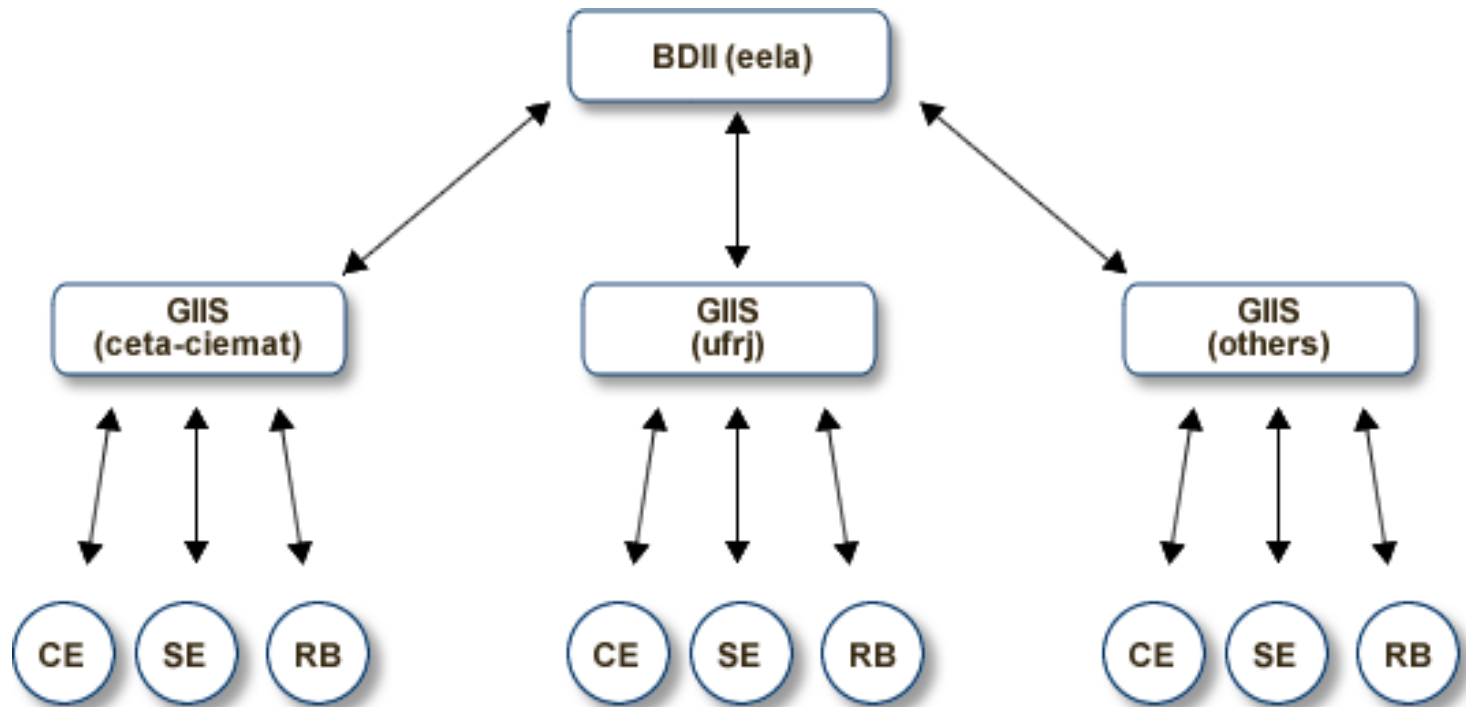 BDII (eela)
GIIS
(ceta-ciemat)
GIIS
(ufrj)
GIIS
(others)
CE
SE
RB
CE
SE
RB
CE
SE
RB